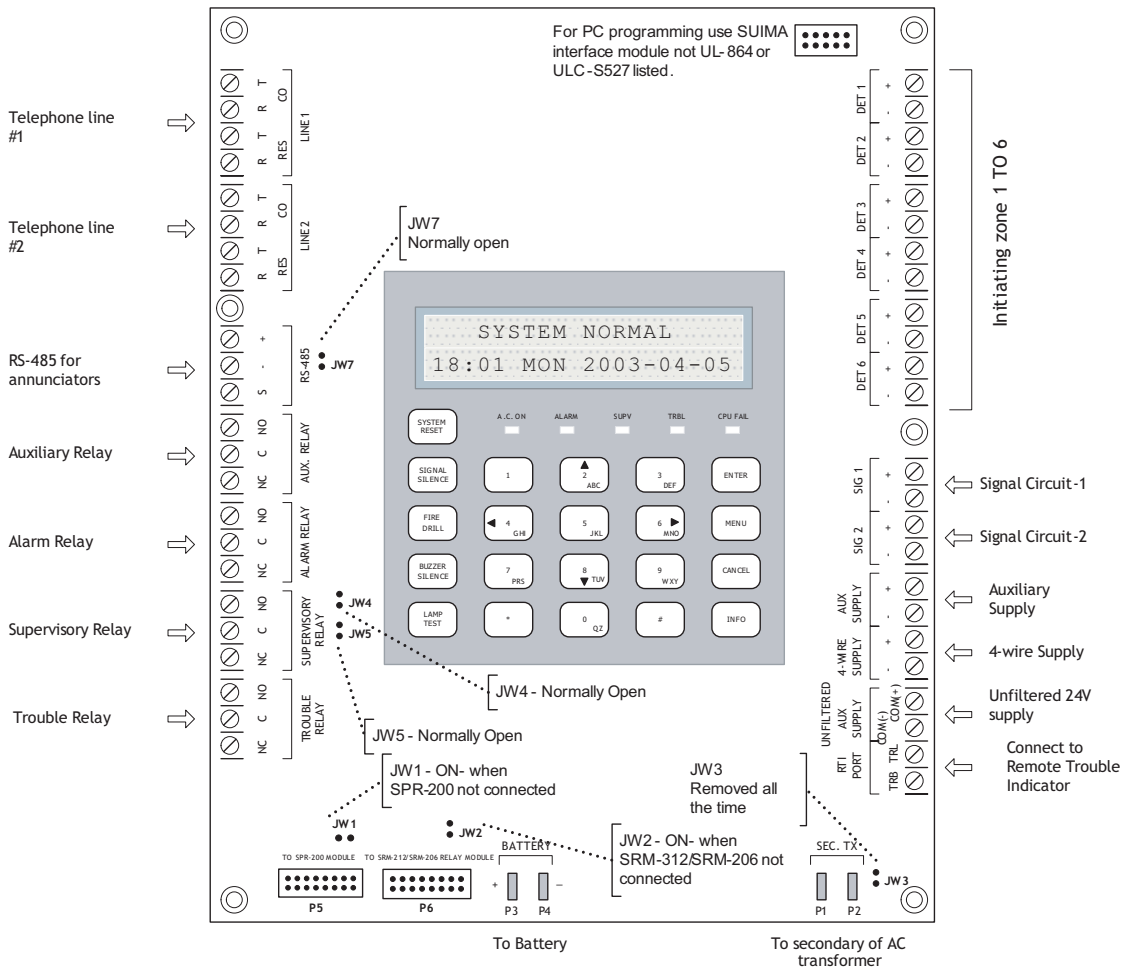 For PC programming use SUIMA
interface module not UL-864 or
ULC-S527 listed.
Telephone line
#1
T
R
CO
T
R
RES
LINE 1
Telephone line
#2
T
R
CO
T
R
RES
LINE 2
JW7
Normally open
RS-485 for
annunciators
+
-
S
RS-485
JW7
Auxiliary Relay
NO
C
NC
AUX. RELAY
Alarm Relay
NO
C
NC
ALARM RELAY
Supervisory Relay
NO
C
NC
SUPERVISORY
RELAY
JW4
JW5
Trouble Relay
NO
C
NC
TROUBLE
RELAY
SYSTEM NORMAL
18:01 MON 2003-04-05
SYSTEM
RESET
A.C. ON
ALARM
SUPV
TRBL
CPU FAIL
SIGNAL
SILENCE
1
2
ABC
3
DEF
ENTER
FIRE
DRILL
4
GHI
5
JKL
6
MNO
MENU
BUZZER
SILENCE
7
PRS
8
TUV
9
WXY
CANCEL
LAMP
TEST
*
0
QZ
#
INFO
JW4 - Normally Open
JW5 - Normally Open
JW1 - ON- when
SPR-200 not connected
JW3
Removed all
the time
JW2 - ON- when
SRM-312/SRM-206 not
connected
DET 1
+
-
DET 2
+
-
DET 3
+
-
DET 4
+
-
DET 5
+
-
DET 6
+
-
Initiating zone 1 TO 6
SIG 1
+
-
Signal Circuit-1
SIG 2
+
-
Signal Circuit-2
AUX
SUPPLY
+
-
Auxiliary
Supply
4-WIRE
SUPPLY
+
-
4-wire Supply
UNFILTERED
AUX
SUPPLY
COM(-)
COM(+)
Unfiltered 24V
supply
RTI
PORT
TRB
TRL
Connect to
Remote Trouble
Indicator
JW1
JW2
TO SPR-200 MODULE
TO SRM-212/SRM-206 RELAY MODULE
BATTERY
SEC. TX
+
–
JW3
P5
P6
P3
P4
P1
P2
To Battery
To secondary of AC
transformer